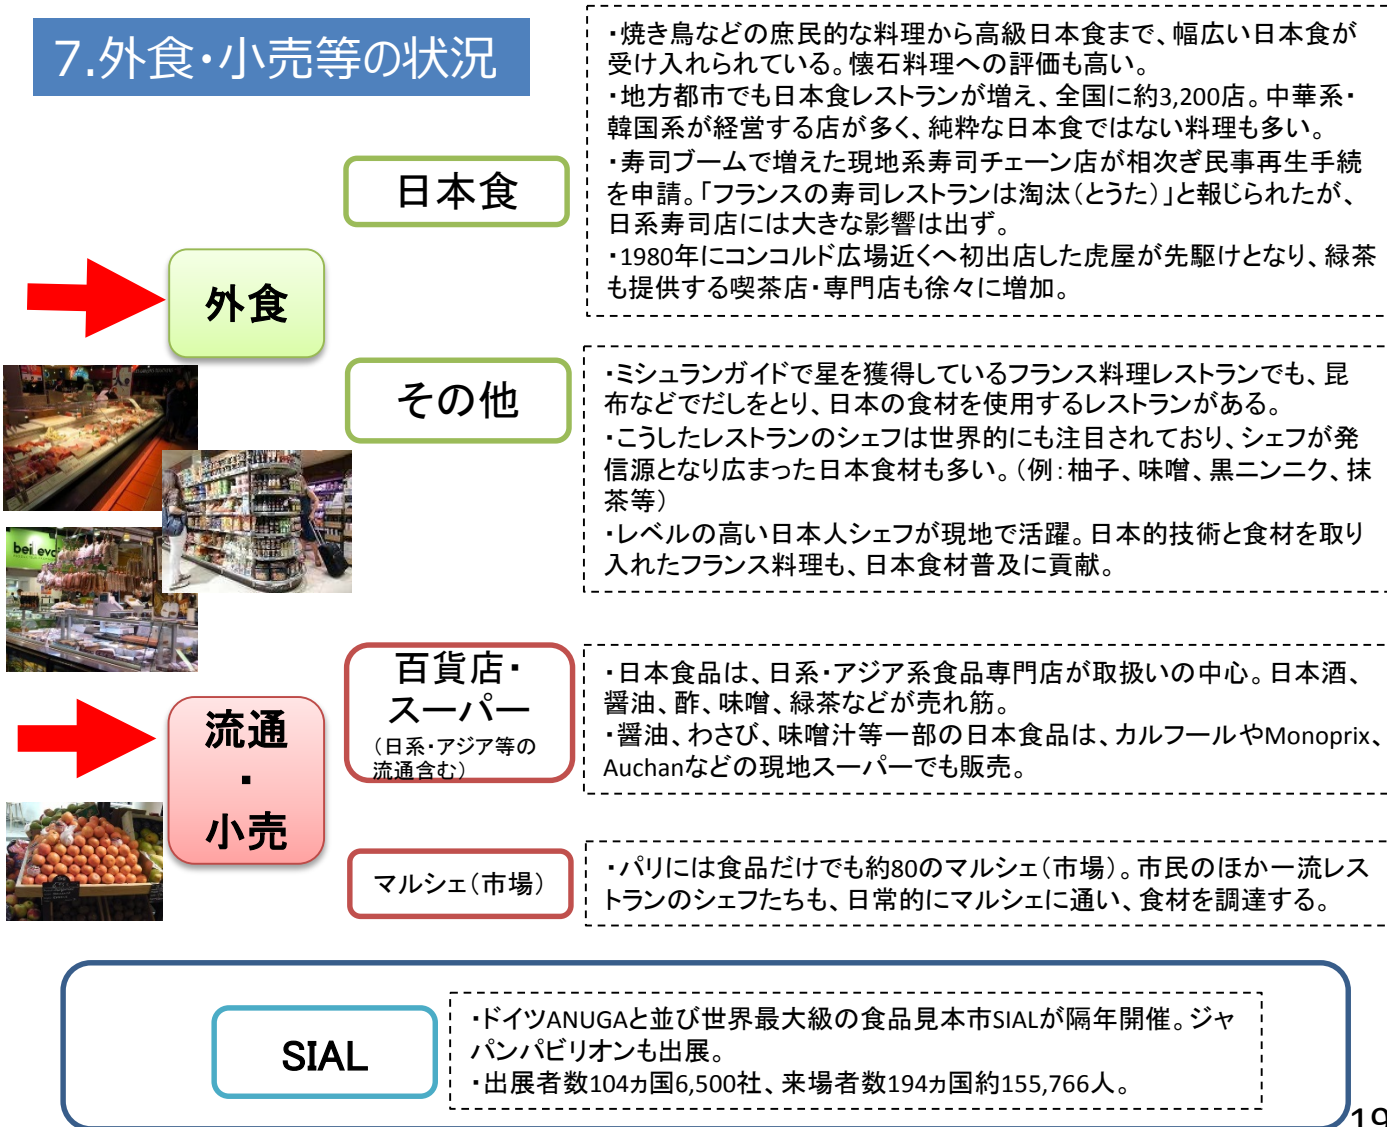 7.外食・小売等の状況
・焼き鳥などの庶民的な料理から高級日本食まで、幅広い日本食が
受け入れられている。懐石料理への評価も高い。
・地方都市でも日本食レストランが増え、全国に約3,200店。中華系・
韓国系が経営する店が多く、純粋な日本食ではない料理も多い。
・寿司ブームで増えた現地系寿司チェーン店が相次ぎ民事再生手続
を申請。「フランスの寿司レストランは淘汰（とうた）」と報じられたが、
日系寿司店には大きな影響は出ず。
・1980年にコンコルド広場近くへ初出店した虎屋が先駆けとなり、緑茶
も提供する喫茶店・専門店も徐々に増加。
日本食
外食
その他
・ミシュランガイドで星を獲得しているフランス料理レストランでも、昆
布などでだしをとり、日本の食材を使用するレストランがある。
・こうしたレストランのシェフは世界的にも注目されており、シェフが発
信源となり広まった日本食材も多い。（例：柚子、味噌、黒ニンニク、抹
茶等）
・レベルの高い日本人シェフが現地で活躍。日本的技術と食材を取り
入れたフランス料理も、日本食材普及に貢献。
流通
・
小売
百貨店・
スーパー
（日系・アジア等の
流通含む）
・日本食品は、日系・アジア系食品専門店が取扱いの中心。日本酒、
醤油、酢、味噌、緑茶などが売れ筋。
・醤油、わさび、味噌汁等一部の日本食品は、カルフールやMonoprix、
Auchanなどの現地スーパーでも販売。
マルシェ（市場）
・パリには食品だけでも約80のマルシェ（市場）。市民のほか一流レス
トランのシェフたちも、日常的にマルシェに通い、食材を調達する。
SIAL
・ドイツANUGAと並び世界最大級の食品見本市SIALが隔年開催。ジャ
パンパビリオンも出展。
・出展者数104ヵ国6,500社、来場者数194ヵ国約155,766人。
19